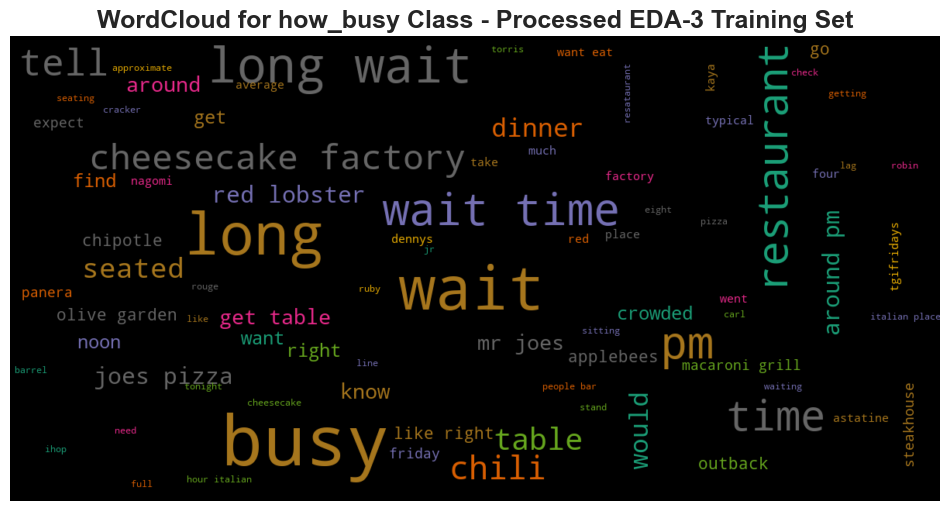 WordCloud for how_busy Class - Processed EDA-3 Training Set
tell
approximate
around
long wait
average
torris
want eat
restaurant
go
check
getting
seating
cracker
expect
get
dinner
resataurant
kaya
typical
cheesecake factory
take
much
find
nagomi
red lobster
factory
four
lag
robin
wait time
eight
pizza
long
chipotle
dennys
jr
red
place
around pm
tgifridays
seated
rouge
ruby
wait
panera
went
carl
italian place
olive garden
like
get table
crowded
noon
want
right
mr joes
sitting
applebees
pm
macaroni grill
line
barrel
joes pizza
tonight
know
people bar
waiting
cheesecake
stand
would
time
astatine
steakhouse
need
busy
like right
table
ihop
friday
chili
outback
full
hour italian